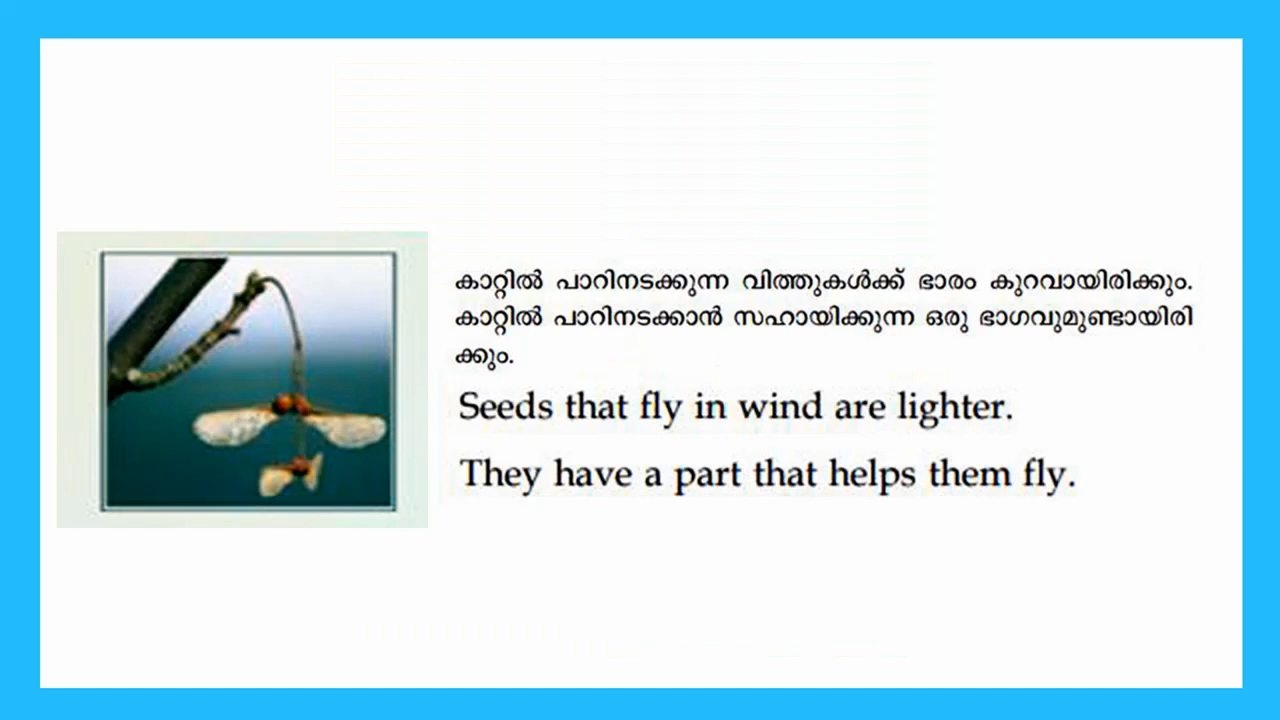 കാറ്റിൽ പാറിനടക്കുന്ന വിത്തുകൾക്ക് ഭാരം കുറവായിരിക്കും.
കാറ്റിൽ പാറിനടക്കാൻ സഹായിക്കുന്ന ഒരു ഭാഗവുമുണ്ടായിരി
ക്കും.
Seeds that fly in wind are lighter.
They have a part that helps them fly.